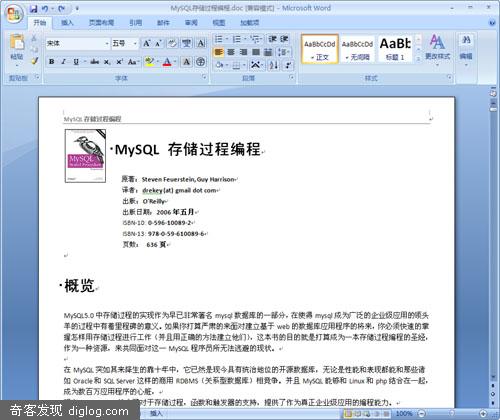 MySQL存储过程编程.doc [兼容模式] - Microsoft Word
开始 插入 页面布局 引用 邮件 审阅 视图 加载项
宋体 五号
AaBbCcDd AaBbCcDd AaBb
粘贴 正文 无间隔 标题 1 更改样式 编辑
剪贴板 字体 段落 样式
MySQL 存储过程编程
MySQL
MySQL 存储过程编程
原著：Steven Feuerstein, Guy Harrison
译者：drekey (at) gmail dot com
出版：O'Reilly
出版日期：2006 年五月
ISBN-10: 0-596-10089-2
ISBN-13: 978-0-59-610089-6
页数： 636 页
概览
MySQL5.0 中存储过程的实现作为早已非常著名 mysql 数据库的一部分，在使得 mysql 成为广泛的企业级应用的领头
羊的过程中有着里程碑的意义。如果你打算严肃的来面对建立基于 web 的数据库应用程序的将来，你必须快速的掌
握怎样用存储过程进行工作（并且用正确的方法建立他们），这本书的目的就是打算成为一本存储过程编程的圣经，
作为一种资源，来共同面对这一 MySQL 程序员所无法逃避的现状。
在 MySQL 突如其来降生的靠十年中，它已然是现今具有统治地位的开源数据库，无论是性能和表现都能和那些诸
如 Oracle 和 SQL Server 这样的商用 RDBMS（关系型数据库）相竞争，并且 MySQL 能够和 Linux 和 php 结合在一起，
成为数百万应用程序的心脏。
对于存储过程，函数和触发器的支持，提供了作为真正企业级应用的编程能力。
插入 100%
奇客发现 diglog.com